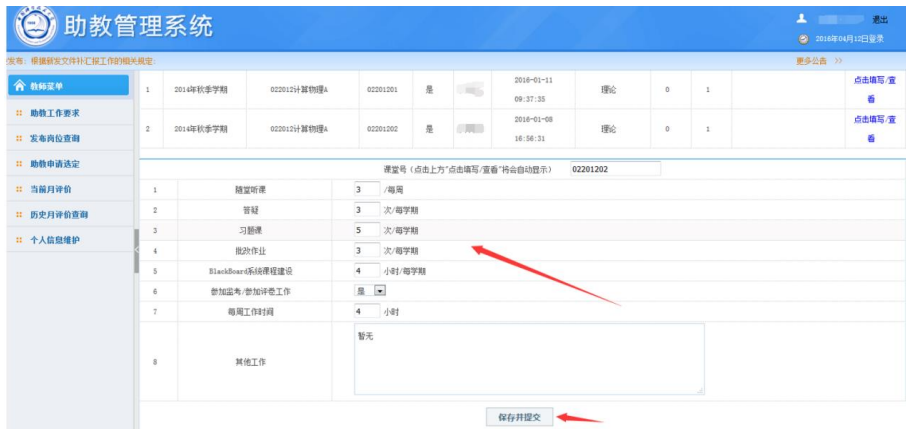 助教管理系统
退出
2016年04月12日登录
发布: 根据新发文件补汇报工作的相关规定:
更多公告 >>
教师菜单
助教工作要求
发布岗位查询
助教申请选定
当前月评价
历史月评价查询
个人信息维护
1 2014年秋季学期 022012计算物理A 02201201 是 2016-01-11 09:37:35 理论 0 1 点击填写/查看
2 2014年秋季学期 022012计算物理A 02201202 是 2016-01-08 16:56:31 理论 0 1 点击填写/查看
课堂号(点击上方"点击填写/查看"将会自动显示) 02201202
1 随堂听课 3 /每周
2 答疑 3 次/每学期
3 习题课 5 次/每学期
4 批改作业 3 次/每学期
5 BlackBoard系统课程建设 4 小时/每学期
6 参加监考/参加评卷工作 是
7 每周工作时间 4 小时
8 其他工作 暂无
保存并提交